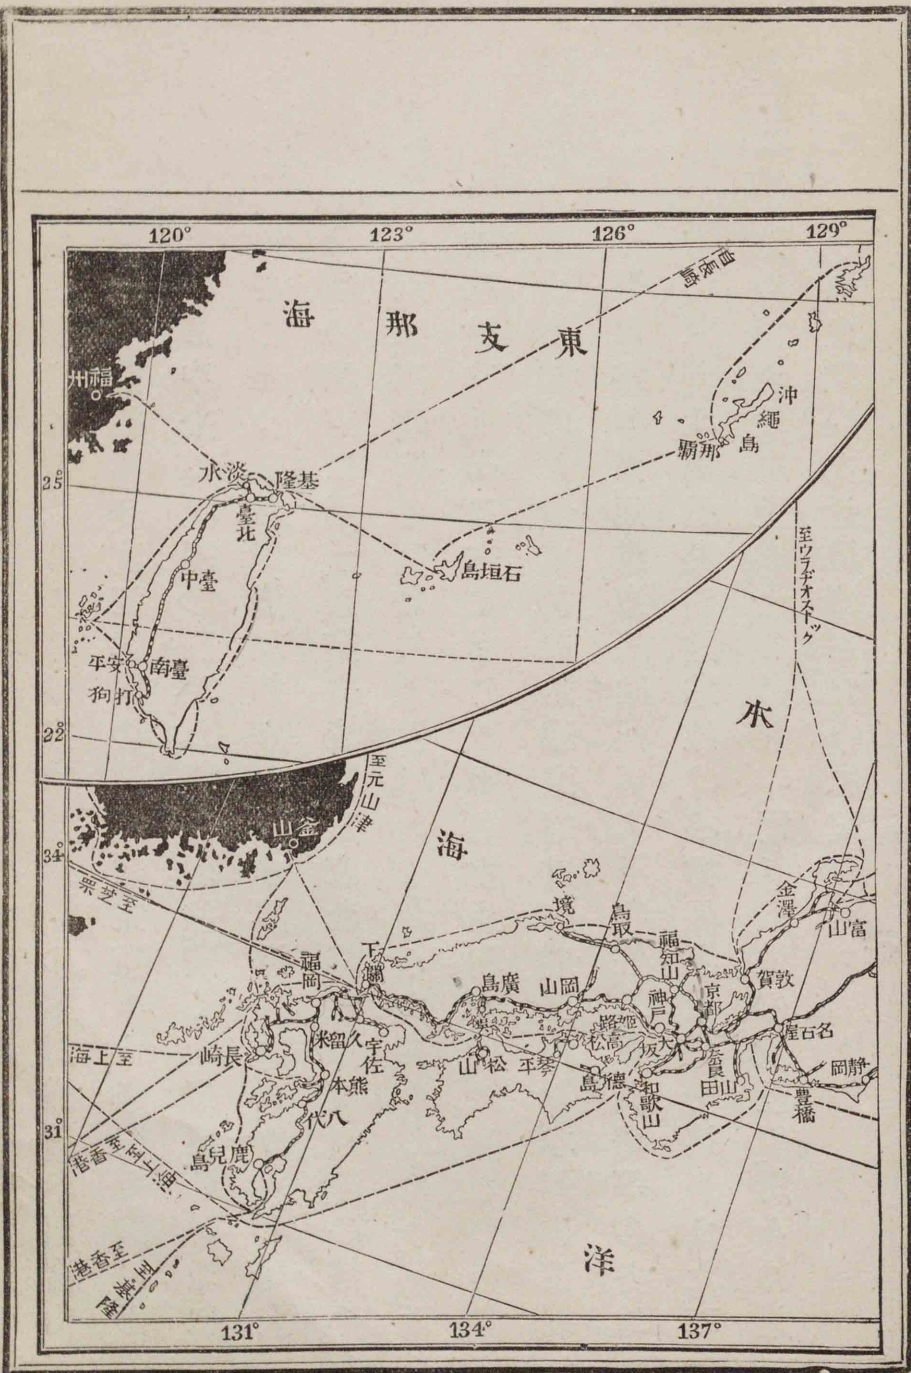 120°
123°
126°
129°
自長崎
東支那海
福州
沖繩島
那覇
淡水
基隆
臺北
25°
石垣島
至ウラヂオストック
臺中
安平
臺南
打狗
水
22°
至元山津
釜山
海
34°
至芝罘
境
鳥取
金澤
富山
福知山
下關
福岡
廣島
岡山
神戸
京都
敦賀
姫路
高松
名古屋
久留米
宇佐
大坂
至上海
長崎
松山
琴平
奈良
靜岡
熊本
德島
和歌山
山田
豊橋
八代
31°
鹿兒島
至香港
至上海
至香港
至基隆
洋
131°
134°
137°